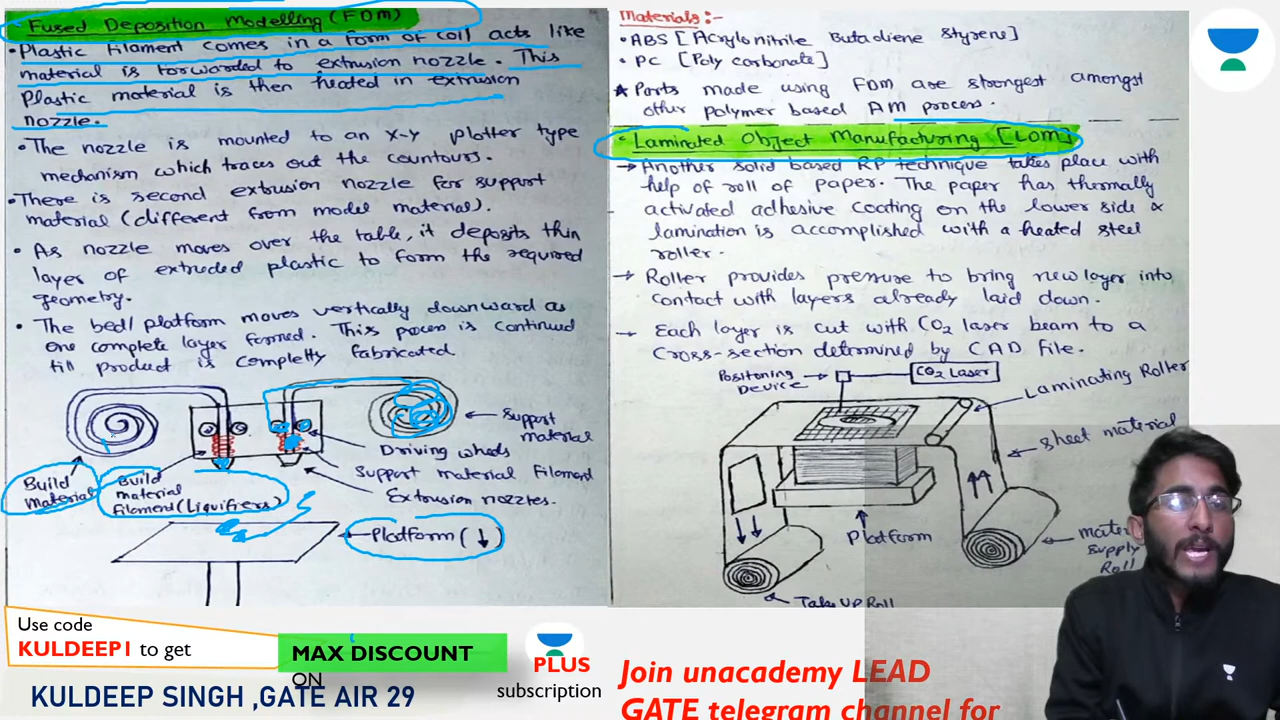 Fused Deposition Modelling (FDM)
• Plastic filament comes in a form of coil acts like
material is forwarded to extrusion nozzle. This
Plastic material is then heated in extrusion
nozzle.
• The nozzle is mounted to an X-Y plotter type
mechanism which traces out the countours.
• There is second extrusion nozzle for support
material (different from model material).
• As nozzle moves over the table, it deposits thin
layer of extruded plastic to form the required
geometry.
• The bed/ platform moves vertically downward as
one complete layer formed. This process is continued
till product is completly fabricated.
Support
material
Driving wheels
Support material Filament
Extrusion nozzles.
Build
Material
Build
material
filament (Liquifiers)
Platform (↓)
Materials:-
• ABS [Acrylonitrile Butadiene Styrene]
• PC [Poly carbonate]
★ Parts made using FDM are strongest amongst
other polymer based AM process.
• Laminated Object Manufacturing [LOM]
→ Another solid based RP technique takes place with
help of roll of paper. The paper has thermally
activated adhesive coating on the lower side &
lamination is accomplished with a heated steel
roller.
→ Roller provides pressure to bring new layer into
contact with layers already laid down.
→ Each layer is cut with CO2 laser beam to a
cross-section determined by CAD file.
Positioning
Device
CO2 Laser
Laminating Roller
Sheet material
Platform
Supply
Roll
Take Up Roll
Use code
KULDEEP1 to get
MAX DISCOUNT
ON
PLUS
subscription
KULDEEP SINGH ,GATE AIR 29
Join unacademy LEAD
GATE telegram channel for